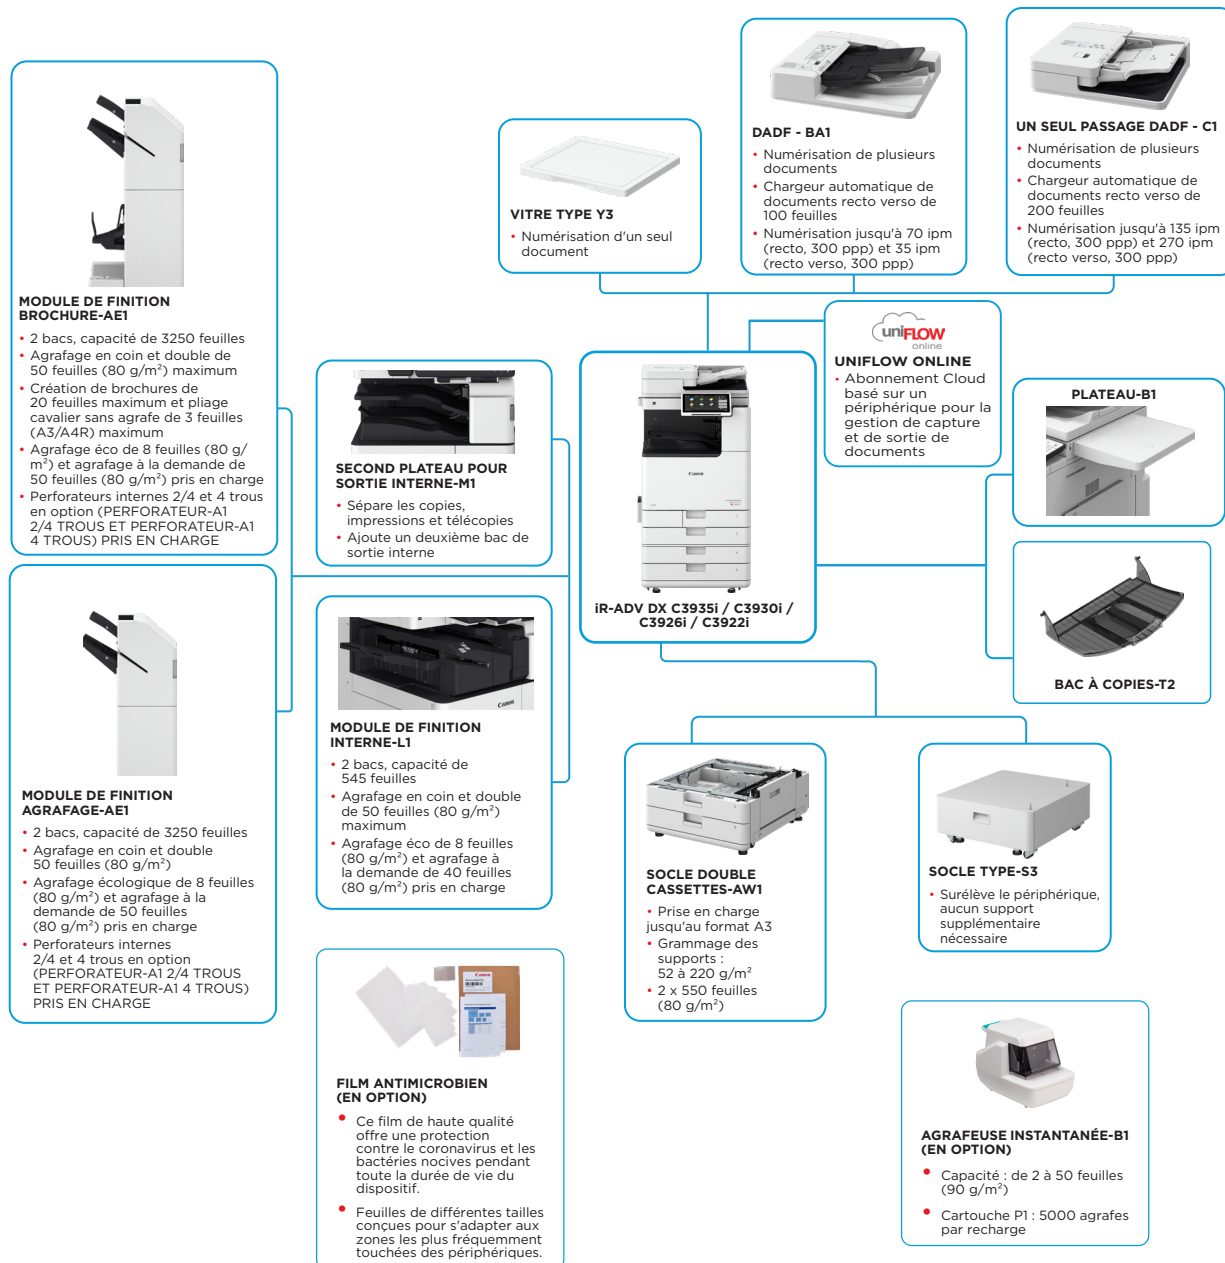 MODULE DE FINITION
BROCHURE-AE1
• 2 bacs, capacité de 3250 feuilles
• Agrafage en coin et double de
50 feuilles (80 g/m²) maximum
• Création de brochures de
20 feuilles maximum et pliage
cavalier sans agrafe de 3 feuilles
(A3/A4R) maximum
• Agrafage éco de 8 feuilles (80 g/
m²) et agrafage à la demande de
50 feuilles (80 g/m²) pris en charge
• Perforateurs internes 2/4 et 4 trous
en option (PERFORATEUR-A1
2/4 TROUS ET PERFORATEUR-A1
4 TROUS) PRIS EN CHARGE
MODULE DE FINITION
AGRAFAGE-AE1
• 2 bacs, capacité de 3250 feuilles
• Agrafage en coin et double
50 feuilles (80 g/m²)
• Agrafage écologique de 8 feuilles
(80 g/m²) et agrafage à la
demande de 50 feuilles
(80 g/m²) pris en charge
• Perforateurs internes
2/4 et 4 trous en option
(PERFORATEUR-A1 2/4 TROUS
ET PERFORATEUR-A1 4 TROUS)
PRIS EN CHARGE
VITRE TYPE Y3
• Numérisation d'un seul
document
DADF - BA1
• Numérisation de plusieurs
documents
• Chargeur automatique de
documents recto verso de
100 feuilles
• Numérisation jusqu'à 70 ipm
(recto, 300 ppp) et 35 ipm
(recto verso, 300 ppp)
UN SEUL PASSAGE DADF - C1
• Numérisation de plusieurs
documents
• Chargeur automatique de
documents recto verso de
200 feuilles
• Numérisation jusqu'à 135 ipm
(recto, 300 ppp) et 270 ipm
(recto verso, 300 ppp)
SECOND PLATEAU POUR
SORTIE INTERNE-M1
• Sépare les copies,
impressions et télécopies
• Ajoute un deuxième bac de
sortie interne
Canon
iR-ADV DX C3935i / C3930i /
C3926i / C3922i
uniFLOW
online
UNIFLOW ONLINE
• Abonnement Cloud
basé sur un
périphérique pour la
gestion de capture
et de sortie de
documents
PLATEAU-B1
BAC À COPIES-T2
Canon
MODULE DE FINITION
INTERNE-L1
• 2 bacs, capacité de
545 feuilles
• Agrafage en coin et double
de 50 feuilles (80 g/m²)
maximum
• Agrafage éco de 8 feuilles
(80 g/m²) et agrafage à
la demande de 40 feuilles
(80 g/m²) pris en charge
SOCLE DOUBLE
CASSETTES-AW1
• Prise en charge
jusqu'au format A3
• Grammage des
supports :
52 à 220 g/m²
• 2 x 550 feuilles
(80 g/m²)
SOCLE TYPE-S3
• Surélève le périphérique,
aucun support
supplémentaire
nécessaire
Canon
FILM ANTIMICROBIEN
(EN OPTION)
• Ce film de haute qualité
offre une protection
contre le coronavirus et les
bactéries nocives pendant
toute la durée de vie du
dispositif.
• Feuilles de différentes tailles
conçues pour s'adapter aux
zones les plus fréquemment
touchées des périphériques.
AGRAFEUSE INSTANTANÉE-B1
(EN OPTION)
• Capacité : de 2 à 50 feuilles
(90 g/m²)
• Cartouche P1 : 5000 agrafes
par recharge